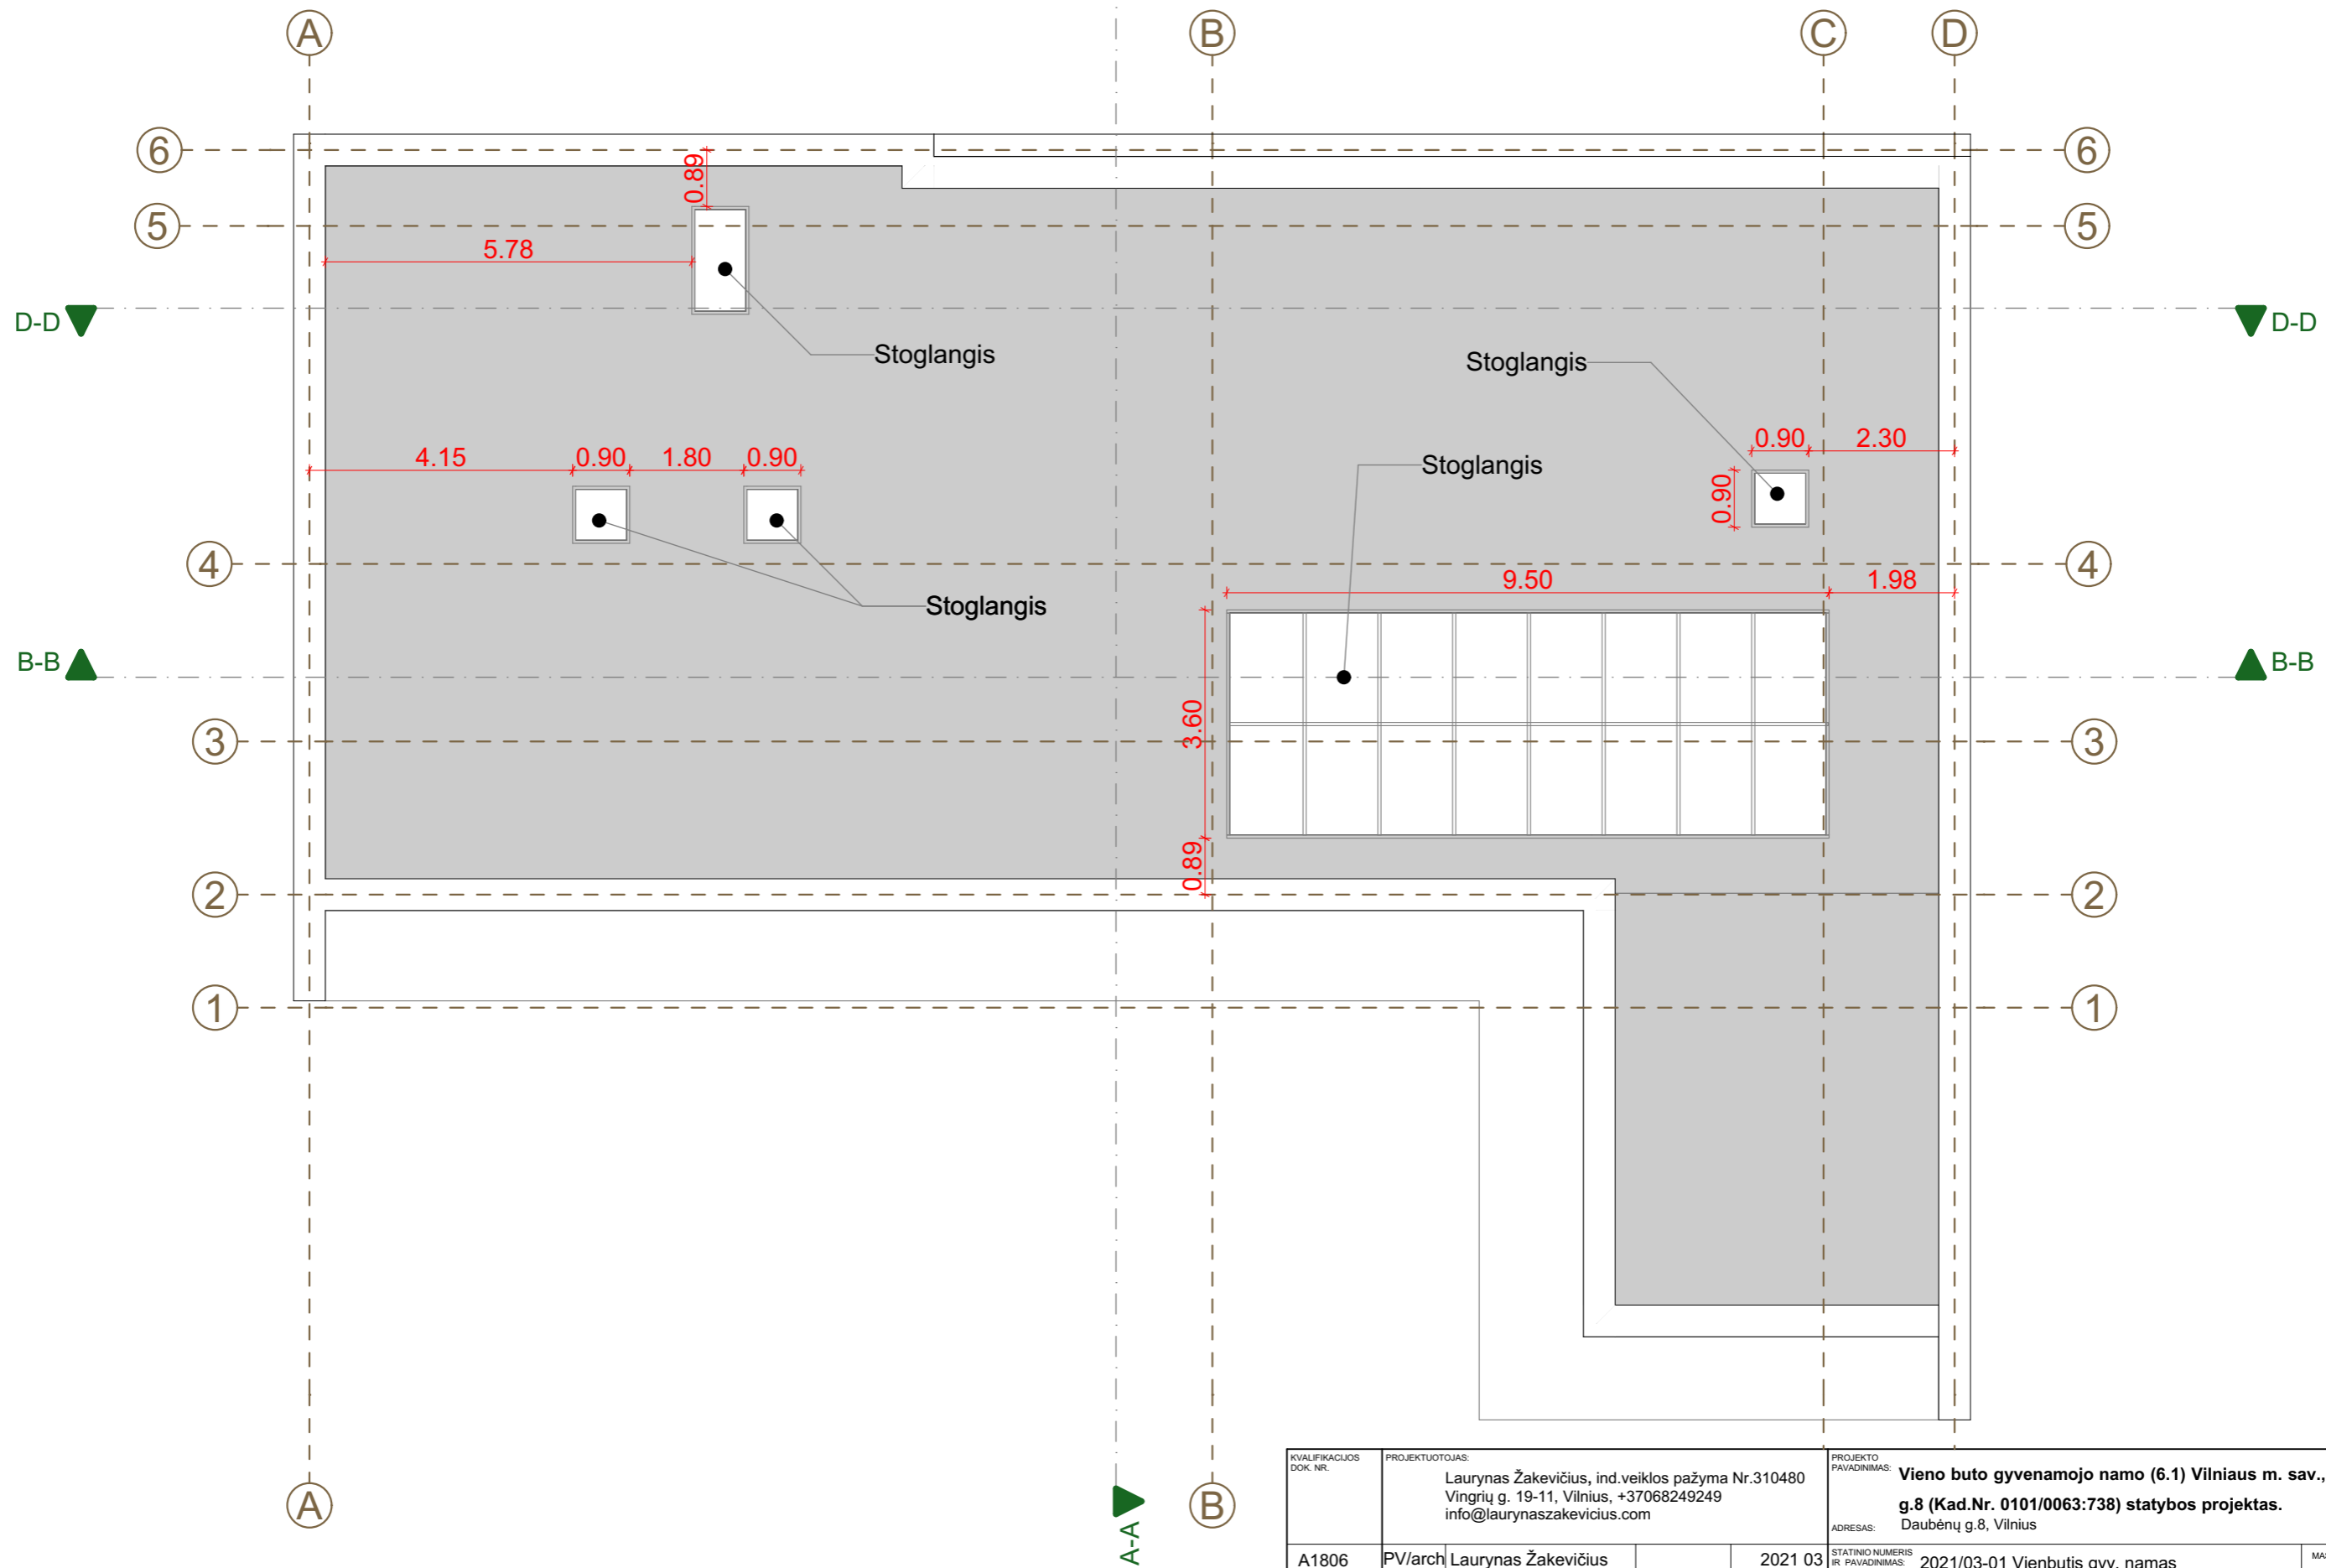 A B C D
6 6
0.89
5 5
5.78
D-D D-D
Stoglangis
Stoglangis
0.90 2.30
4.15 0.90 1.80 0.90
Stoglangis
0.90
4 4
9.50 1.98
Stoglangis
B-B B-B
3.60
3 3
0.89
2 2
1 1
A B
A-A
KVALIFIKACIJOS
DOK. NR.
PROJEKTUOTOJAS:
Laurynas Žakevičius, ind.veiklos pažyma Nr.310480
Vingrių g. 19-11, Vilnius, +37068249249
info@laurynaszakevicius.com
PROJEKTO
PAVADINIMAS:
Vieno buto gyvenamojo namo (6.1) Vilniaus m. sav.,
g.8 (Kad.Nr. 0101/0063:738) statybos projektas.
ADRESAS: Daubėnų g.8, Vilnius
A1806 PV/arch Laurynas Žakevičius 2021 03
STATINIO NUMERIS
IR PAVADINIMAS: 2021/03-01 Vienbutis gyv. namas